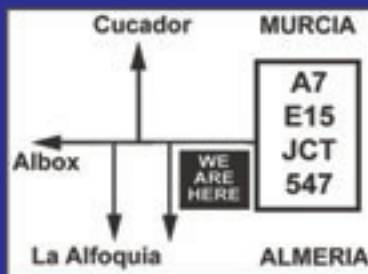 Cucador
MURCIA
A7
E15
JCT
547
Albox
WE
ARE
HERE
La Alfoquia
ALMERIA